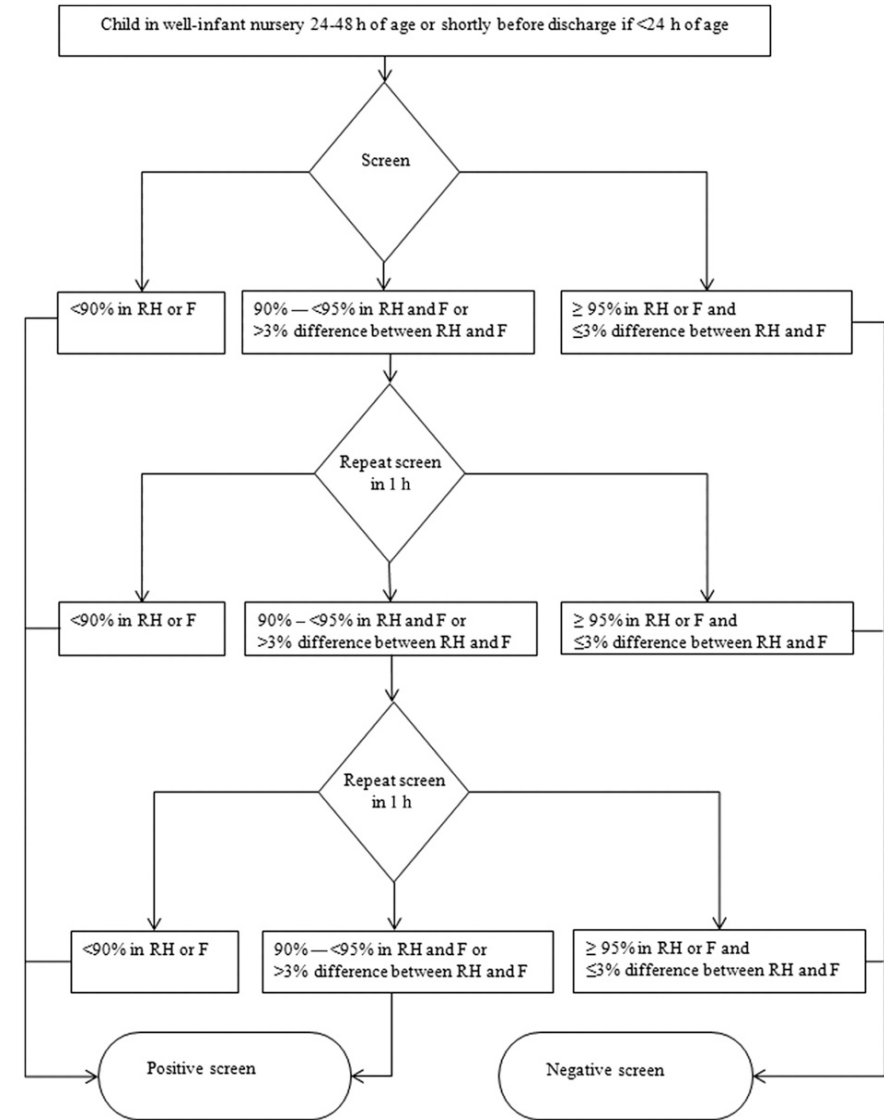 Child in well-infant nursery 24-48 h of age or shortly before discharge if <24 h of age
Screen
<90% in RH or F
90% — <95% in RH and F or
>3% difference between RH and F
≥ 95% in RH or F and
≤3% difference between RH and F
Repeat screen
in 1 h
<90% in RH or F
90% – <95% in RH and F or
>3% difference between RH and F
≥ 95% in RH or F and
≤3% difference between RH and F
Repeat screen
in 1 h
<90% in RH or F
90% — <95% in RH and F or
>3% difference between RH and F
≥ 95% in RH or F and
≤3% difference between RH and F
Positive screen
Negative screen